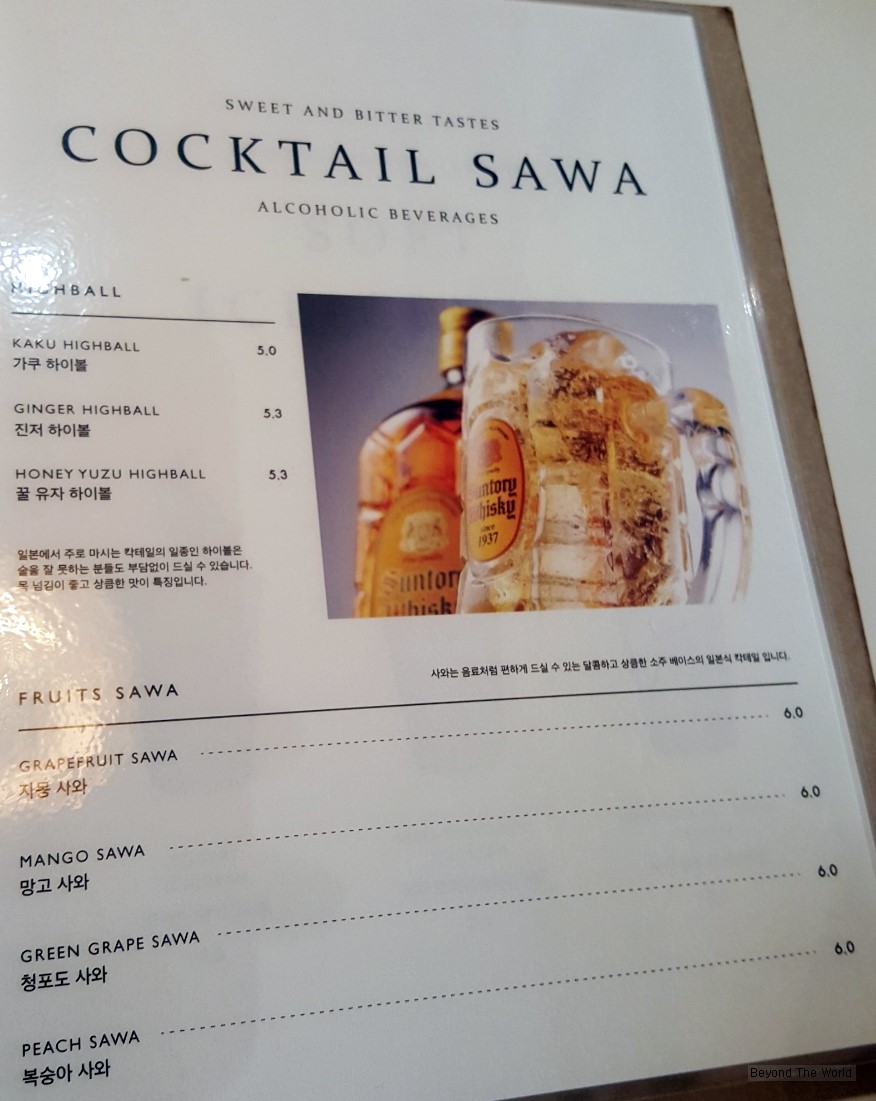 SWEET AND BITTER TASTES
COCKTAIL SAWA
ALCOHOLIC BEVERAGES
HIGHBALL
KAKU HIGHBALL 5,0
가쿠 하이볼
GINGER HIGHBALL 5,3
진저 하이볼
HONEY YUZU HIGHBALL 5,3
꿀 유자 하이볼
일본에서 주로 마시는 칵테일의 일종인 하이볼은
술을 잘 못하는 분들도 부담없이 드실 수 있습니다.
목 넘김이 좋고 상큼한 맛이 특징입니다.
Suntory
Whisky
since
1937
Suntory
Whisky
사와는 음료처럼 편하게 드실 수 있는 달콤하고 상큼한 소주 베이스의 일본식 칵테일 입니다.
FRUITS SAWA
GRAPEFRUIT SAWA 6,0
자몽 사와
MANGO SAWA 6,0
망고 사와
GREEN GRAPE SAWA 6,0
청포도 사와
PEACH SAWA 6,0
복숭아 사와
Beyond The World